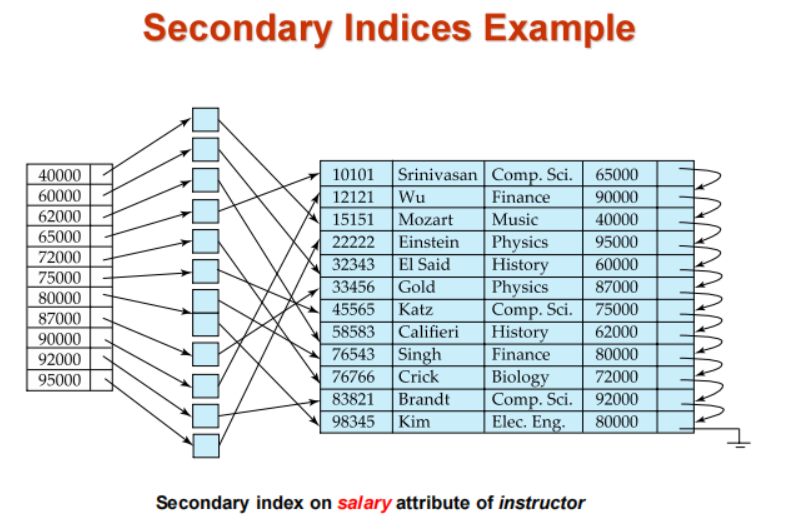 Secondary Indices Example
40000
60000
62000
65000
72000
75000
80000
87000
90000
92000
95000
10101 Srinivasan Comp. Sci. 65000
12121 Wu Finance 90000
15151 Mozart Music 40000
22222 Einstein Physics 95000
32343 El Said History 60000
33456 Gold Physics 87000
45565 Katz Comp. Sci. 75000
58583 Califieri History 62000
76543 Singh Finance 80000
76766 Crick Biology 72000
83821 Brandt Comp. Sci. 92000
98345 Kim Elec. Eng. 80000
Secondary index on salary attribute of instructor